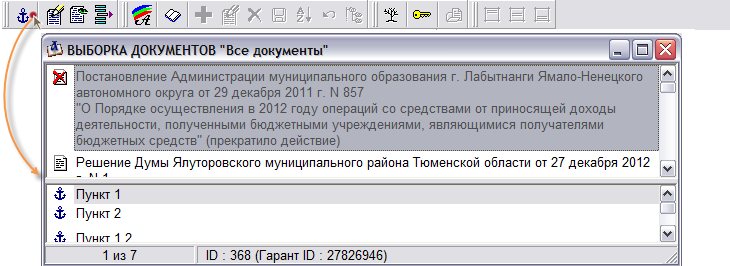 ВЫБОРКА ДОКУМЕНТОВ "Все документы"
Постановление Администрации муниципального образования г. Лабытнанги Ямало-Ненецкого
автономного округа от 29 декабря 2011 г. N 857
"О Порядке осуществления в 2012 году операций со средствами от приносящей доходы
деятельности, полученными бюджетными учреждениями, являющимися получателями
бюджетных средств" (прекратило действие)
Решение Думы Ялуторовского муниципального района Тюменской области от 27 декабря 2012
г. N 1
Пункт 1
Пункт 2
Пункт 1.2
1 из 7
ID : 368 (Гарант ID : 27826946)